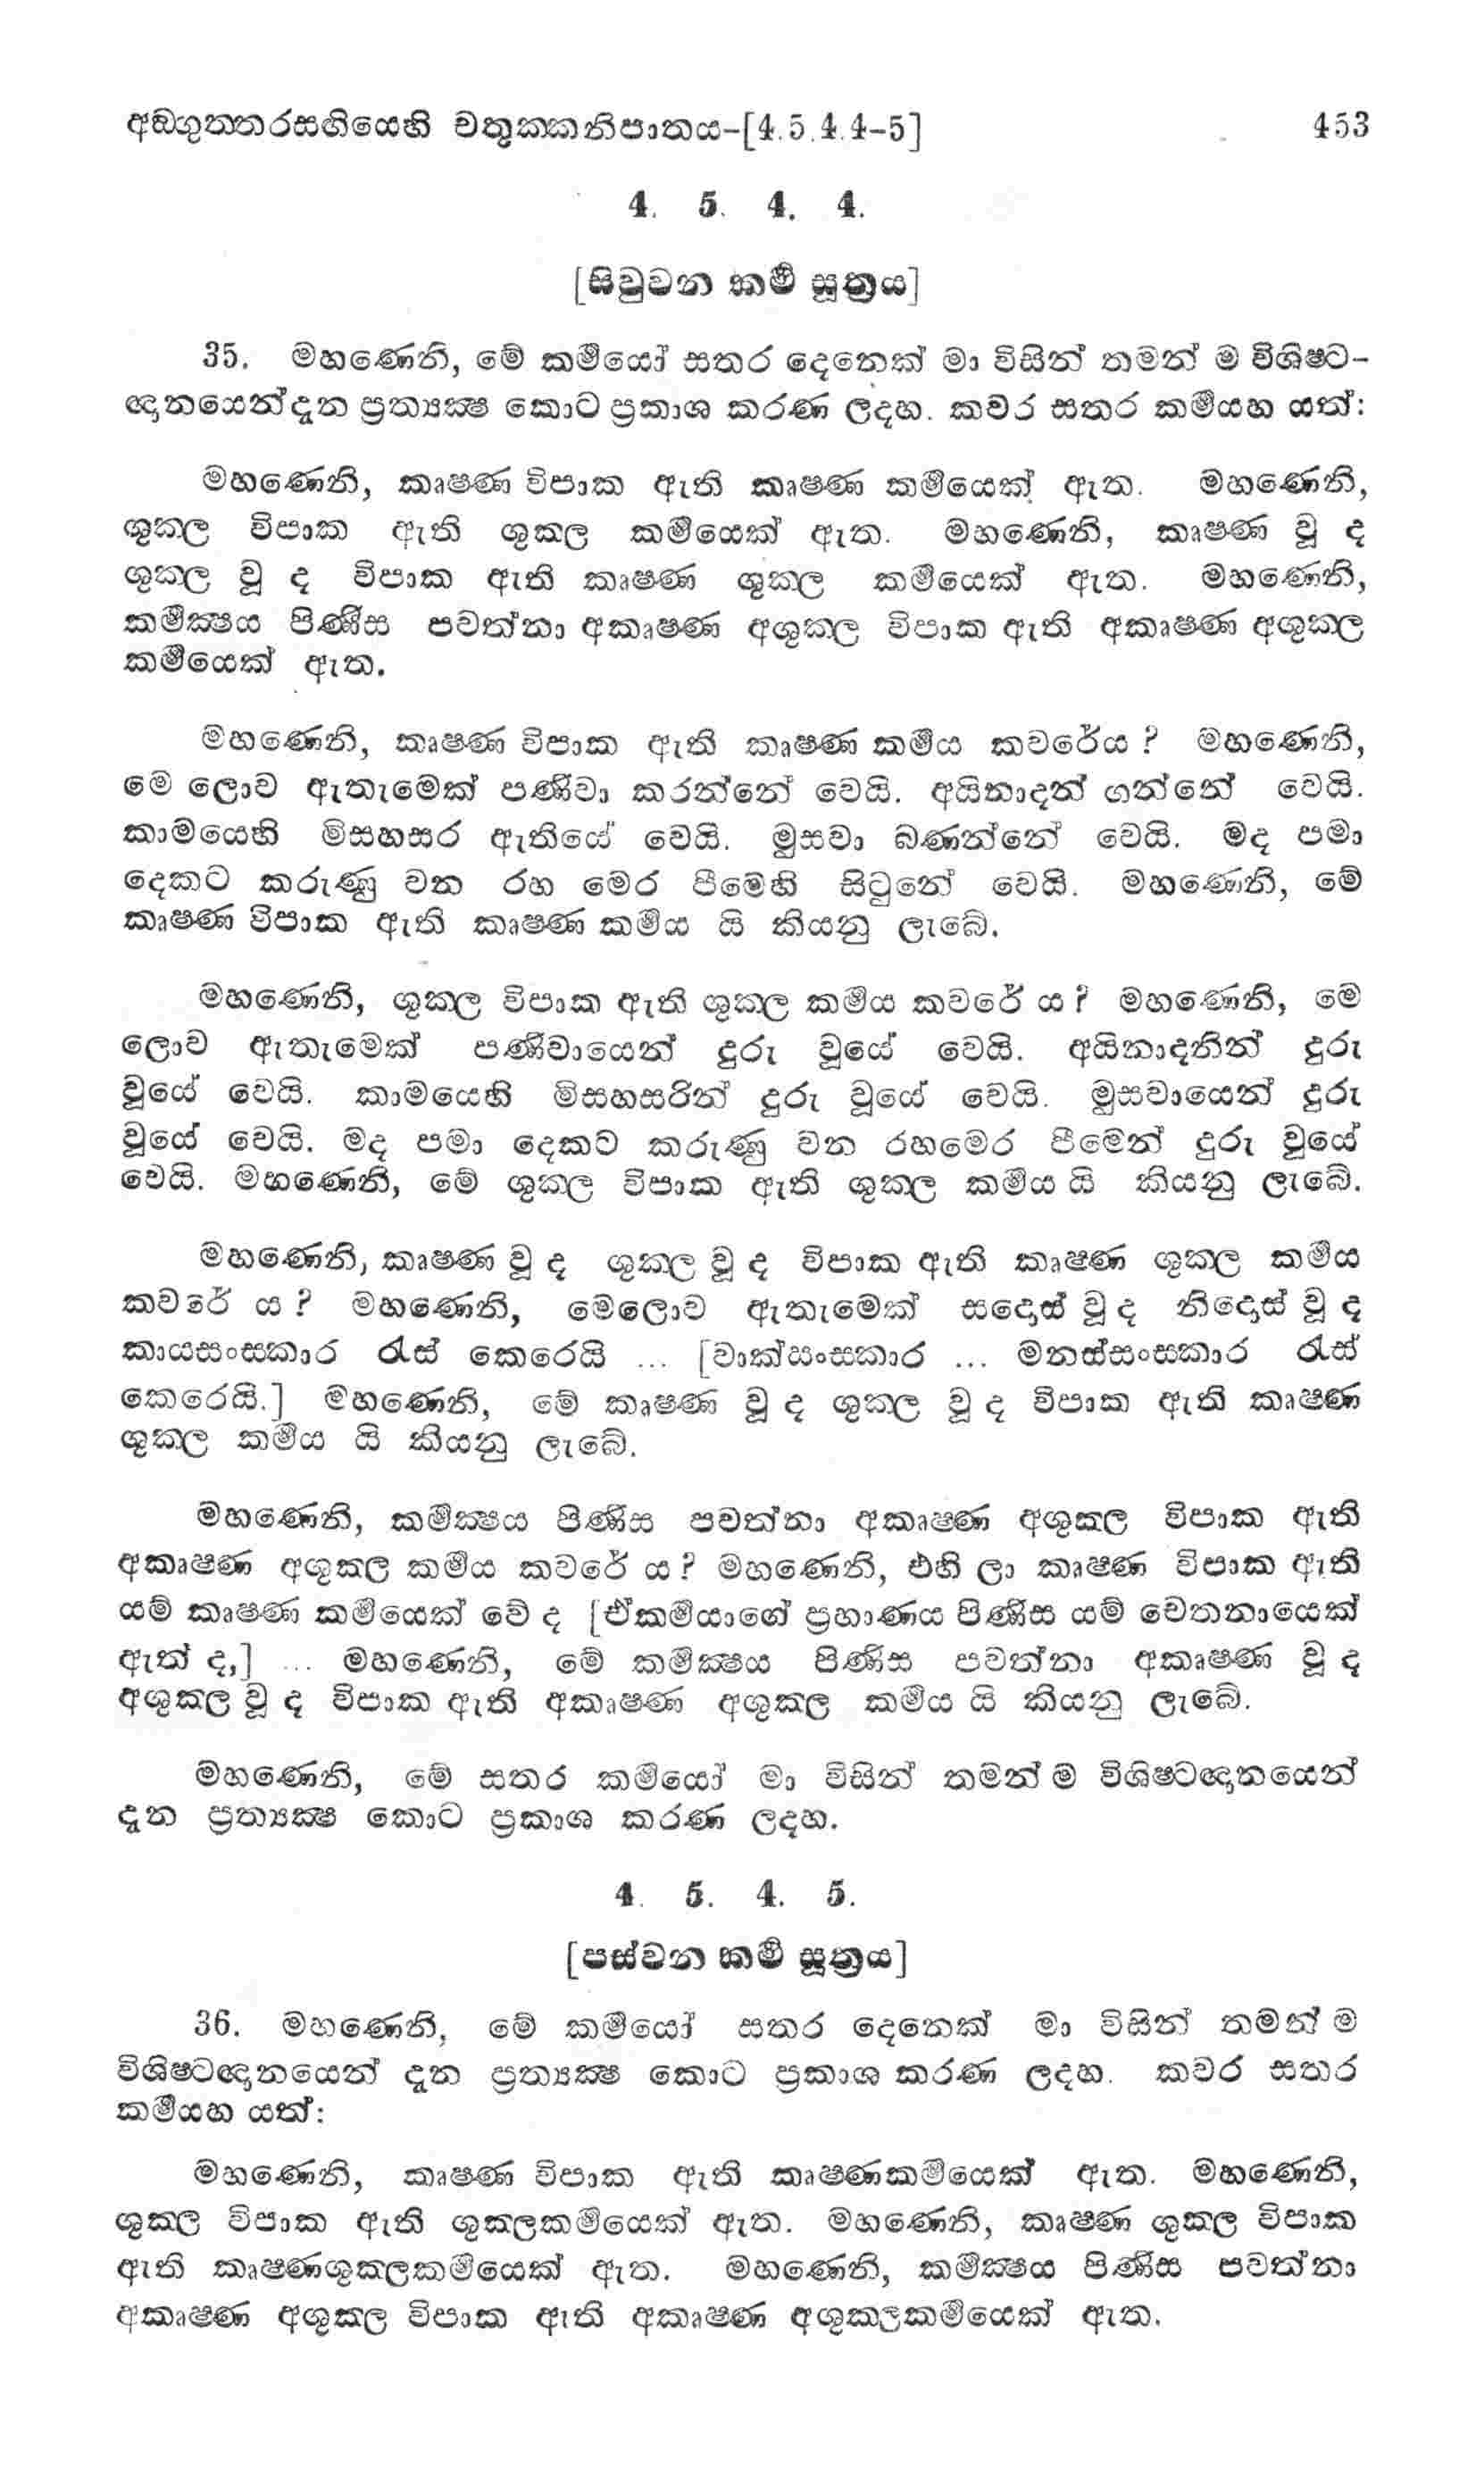 අඞ්ගුත්තරසඟියෙහි චතුක්කනිපාතය-[4.5.4.4-5] 453
4. 5. 4. 4.
[සිවුවන කර්ම සූත්‍රය]
35. මහණෙනි, මේ කර්මයෝ සතර දෙනෙක් මා විසින් තමන් ම විශිෂ්ට-
ඥානයෙන්දැන ප්‍රත්‍යක්‍ෂ කොට ප්‍රකාශ කරණ ලදහ. කවර සතර කර්මයහ යත්:
මහණෙනි, කෘෂ්ණ විපාක ඇති කෘෂ්ණ කර්මයෙක් ඇත. මහණෙනි,
ශුක්ල විපාක ඇති ශුක්ල කර්මයෙක් ඇත. මහණෙනි, කෘෂ්ණ වූ ද
ශුක්ල වූ ද විපාක ඇති කෘෂ්ණ ශුක්ල කර්මයෙක් ඇත. මහණෙනි,
කර්මක්‍ෂය පිණිස පවත්නා අකෘෂ්ණ අශුක්ල විපාක ඇති අකෘෂ්ණ අශුක්ල
කර්මයෙක් ඇත.
මහණෙනි, කෘෂ්ණ විපාක ඇති කෘෂ්ණ කර්මය කවරේය? මහණෙනි,
මෙ ලොව ඇතැමෙක් පණිවා කරන්නේ වෙයි. අයිනාදන් ගන්නේ වෙයි.
කාමයෙහි මිසහසර ඇතියේ වෙයි. මුසවා බණන්නේ වෙයි. මද පමා
දෙකට කරුණු වන රහ මෙර පීමෙහි සිටුනේ වෙයි. මහණෙනි, මේ
කෘෂ්ණ විපාක ඇති කෘෂ්ණ කර්මය යි කියනු ලැබේ.
මහණෙනි, ශුක්ල විපාක ඇති ශුක්ල කර්මය කවරේ ය? මහණෙනි, මෙ
ලොව ඇතැමෙක් පණිවායෙන් දුරු වූයේ වෙයි. අයිනාදනින් දුරු
වූයේ වෙයි. කාමයෙහි මිසහසරින් දුරු වූයේ වෙයි. මුසවායෙන් දුරු
වූයේ වෙයි. මද පමා දෙකට කරුණු වන රහමෙර පීමෙන් දුරු වූයේ
වෙයි. මහණෙනි, මේ ශුක්ල විපාක ඇති ශුක්ල කර්මය යි කියනු ලැබේ.
මහණෙනි, කෘෂ්ණ වූ ද ශුක්ල වූ ද විපාක ඇති කෘෂ්ණ ශුක්ල කර්මය
කවරේ ය? මහණෙනි, මෙලොව ඇතැමෙක් සදොස් වූ ද නිදොස් වූ ද
කායසංස්කාර රැස් කෙරෙයි ... [වාක්සංස්කාර ... මනස්සංස්කාර රැස්
කෙරෙයි.] මහණෙනි, මේ කෘෂ්ණ වූ ද ශුක්ල වූ ද විපාක ඇති කෘෂ්ණ
ශුක්ල කර්මය යි කියනු ලැබේ.
මහණෙනි, කර්මක්‍ෂය පිණිස පවත්නා අකෘෂ්ණ අශුක්ල විපාක ඇති
අකෘෂ්ණ අශුක්ල කර්මය කවරේ ය? මහණෙනි, එහි ලා කෘෂ්ණ විපාක ඇති
යම් කෘෂ්ණ කර්මයෙක් වේ ද [ඒකර්මයාගේ ප්‍රහාණය පිණිස යම් චෙතනායෙක්
ඇත් ද,] ... මහණෙනි, මේ කර්මක්‍ෂය පිණිස පවත්නා අකෘෂ්ණ වූ ද
අශුක්ල වූ ද විපාක ඇති අකෘෂ්ණ අශුක්ල කර්මය යි කියනු ලැබේ.
මහණෙනි, මේ සතර කර්මයෝ මා විසින් තමන් ම විශිෂ්ටඥානයෙන්
දැන ප්‍රත්‍යක්‍ෂ කොට ප්‍රකාශ කරණ ලදහ.
4. 5. 4. 5.
[පස්වන කර්ම සූත්‍රය]
36. මහණෙනි, මේ කර්මයෝ සතර දෙනෙක් මා විසින් තමන් ම
විශිෂ්ටඥානයෙන් දැන ප්‍රත්‍යක්‍ෂ කොට ප්‍රකාශ කරණ ලදහ. කවර සතර
කර්මයහ යත්:
මහණෙනි, කෘෂ්ණ විපාක ඇති කෘෂ්ණකර්මයෙක් ඇත. මහණෙනි,
ශුක්ල විපාක ඇති ශුක්ලකර්මයෙක් ඇත. මහණෙනි, කෘෂ්ණ ශුක්ල විපාක
ඇති කෘෂ්ණශුක්ලකර්මයෙක් ඇත. මහණෙනි, කර්මක්‍ෂය පිණිස පවත්නා
අකෘෂ්ණ අශුක්ල විපාක ඇති අකෘෂ්ණ අශුක්ලකර්මයෙක් ඇත.